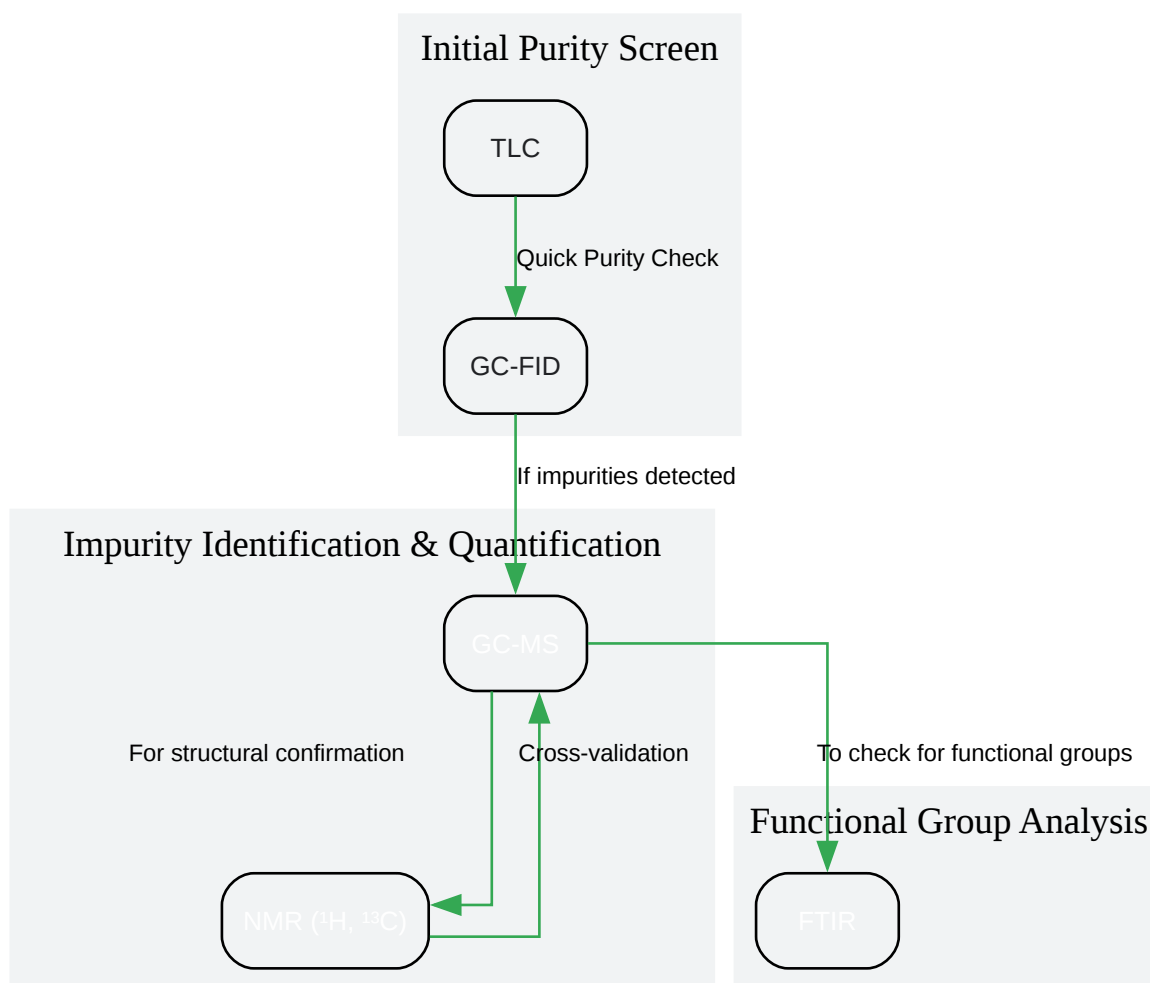 Initial Purity Screen
TLC
Quick Purity Check
GC-FID
If impurities detected
Impurity Identification & Quantification
GC-MS
For structural confirmation
Cross-validation
To check for functional groups
Functional Group Analysis
NMR (¹H, ¹³C)
FTIR